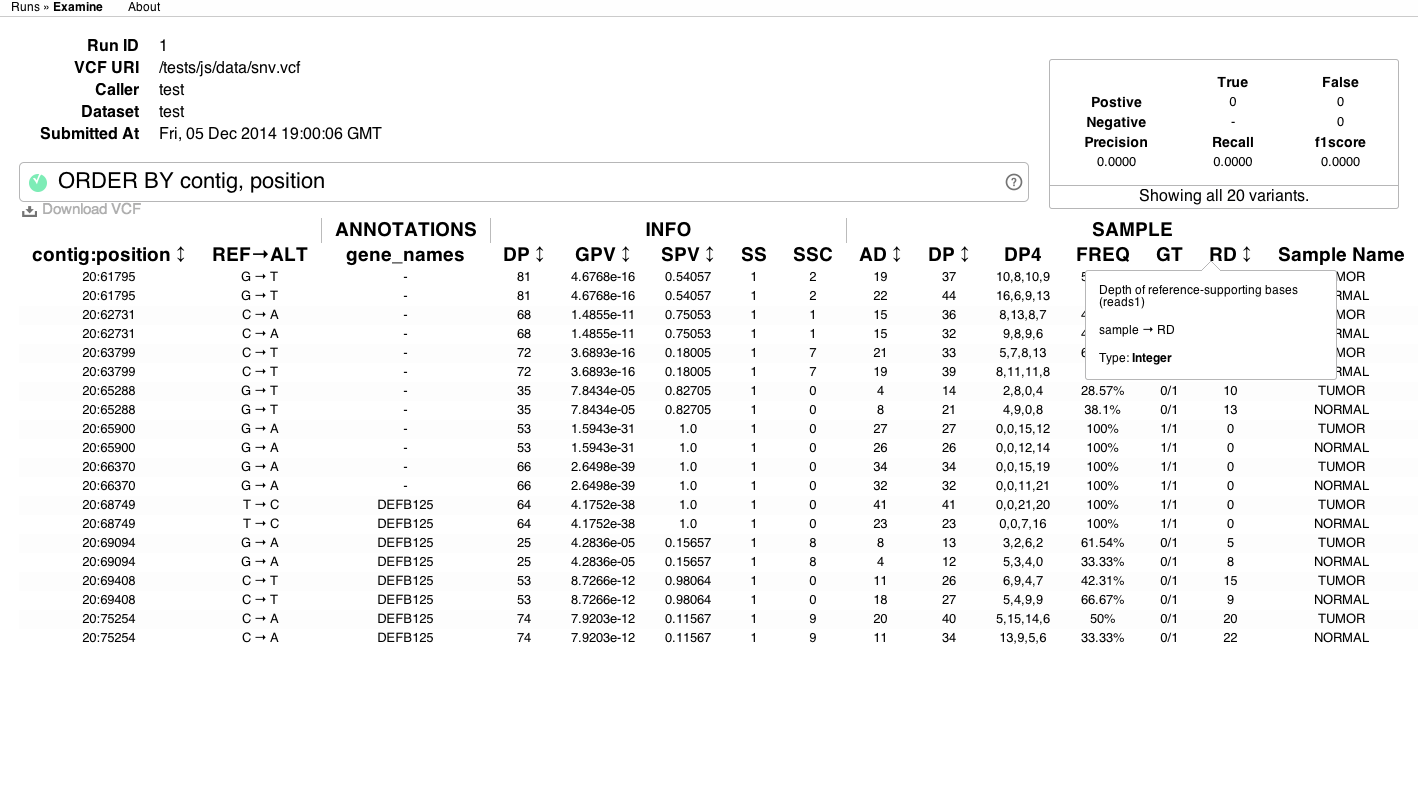 Runs » Examine About
Run ID 1
VCF URI /tests/js/data/snv.vcf
Caller test
Dataset test
Submitted At Fri, 05 Dec 2014 19:00:06 GMT
True False
Postive 0 0
Negative - 0
Precision Recall f1score
0.0000 0.0000 0.0000
Showing all 20 variants.
ORDER BY contig, position ?
Download VCF
ANNOTATIONS INFO SAMPLE
contig:position ↕ REF→ALT gene_names DP ↕ GPV ↕ SPV ↕ SS SSC AD ↕ DP ↕ DP4 FREQ GT RD ↕ Sample Name
20:61795 G → T - 81 4.6768e-16 0.54057 1 2 19 37 10,8,10,9
20:61795 G → T - 81 4.6768e-16 0.54057 1 2 22 44 16,6,9,13
20:62731 C → A - 68 1.4855e-11 0.75053 1 1 15 36 8,13,8,7
20:62731 C → A - 68 1.4855e-11 0.75053 1 1 15 32 9,8,9,6
20:63799 C → T - 72 3.6893e-16 0.18005 1 7 21 33 5,7,8,13
20:63799 C → T - 72 3.6893e-16 0.18005 1 7 19 39 8,11,11,8
Depth of reference-supporting bases
(reads1)
sample → RD
Type: Integer
20:65288 G → T - 35 7.8434e-05 0.82705 1 0 4 14 2,8,0,4 28.57% 0/1 10 TUMOR
20:65288 G → T - 35 7.8434e-05 0.82705 1 0 8 21 4,9,0,8 38.1% 0/1 13 NORMAL
20:65900 G → A - 53 1.5943e-31 1.0 1 0 27 27 0,0,15,12 100% 1/1 0 TUMOR
20:65900 G → A - 53 1.5943e-31 1.0 1 0 26 26 0,0,12,14 100% 1/1 0 NORMAL
20:66370 G → A - 66 2.6498e-39 1.0 1 0 34 34 0,0,15,19 100% 1/1 0 TUMOR
20:66370 G → A - 66 2.6498e-39 1.0 1 0 32 32 0,0,11,21 100% 1/1 0 NORMAL
20:68749 T → C DEFB125 64 4.1752e-38 1.0 1 0 41 41 0,0,21,20 100% 1/1 0 TUMOR
20:68749 T → C DEFB125 64 4.1752e-38 1.0 1 0 23 23 0,0,7,16 100% 1/1 0 NORMAL
20:69094 G → A DEFB125 25 4.2836e-05 0.15657 1 8 8 13 3,2,6,2 61.54% 0/1 5 TUMOR
20:69094 G → A DEFB125 25 4.2836e-05 0.15657 1 8 4 12 5,3,4,0 33.33% 0/1 8 NORMAL
20:69408 C → T DEFB125 53 8.7266e-12 0.98064 1 0 11 26 6,9,4,7 42.31% 0/1 15 TUMOR
20:69408 C → T DEFB125 53 8.7266e-12 0.98064 1 0 18 27 5,4,9,9 66.67% 0/1 9 NORMAL
20:75254 C → A DEFB125 74 7.9203e-12 0.11567 1 9 20 40 5,15,14,6 50% 0/1 20 TUMOR
20:75254 C → A DEFB125 74 7.9203e-12 0.11567 1 9 11 34 13,9,5,6 33.33% 0/1 22 NORMAL